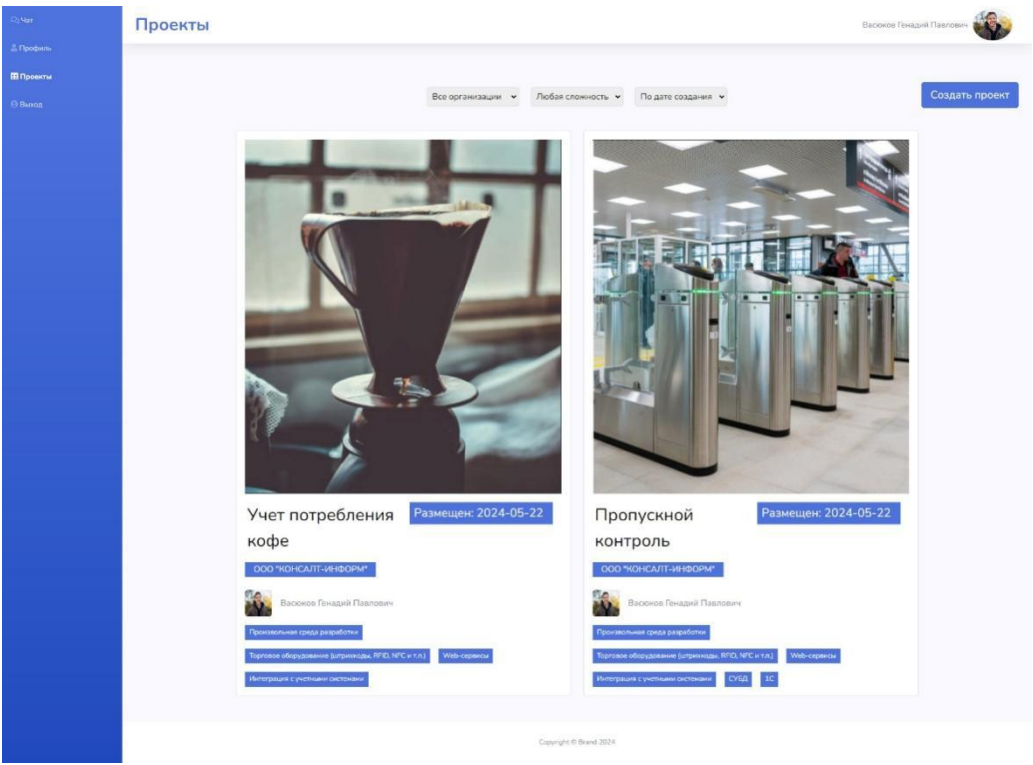 Чат
Профиль
Проекты
Выход
Проекты
Васюков Генадий Павлович
Все организации
Любая сложность
По дате создания
Создать проект
Учет потребления
кофе
Размещен: 2024-05-22
ООО "КОНСАЛТ-ИНФОРМ"
Васюков Генадий Павлович
Произвольная среда разработки
Торговое оборудование (штрихкоды, RFID, NFC и т.п.) Web-сервисы
Интеграция с учетными системами
Пропускной
контроль
Размещен: 2024-05-22
ООО "КОНСАЛТ-ИНФОРМ"
Васюков Генадий Павлович
Произвольная среда разработки
Торговое оборудование (штрихкоды, RFID, NFC и т.п.) Web-сервисы
Интеграция с учетными системами СУБД 1С
Copyright © Brand 2024